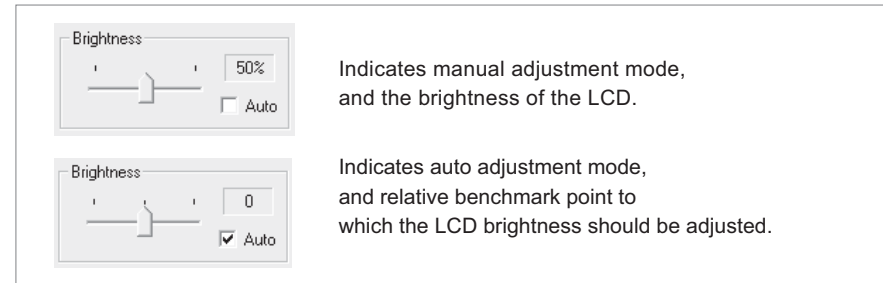 Brightness
50%
Auto
Indicates manual adjustment mode,
and the brightness of the LCD.
Brightness
0
Auto
Indicates auto adjustment mode,
and relative benchmark point to
which the LCD brightness should be adjusted.